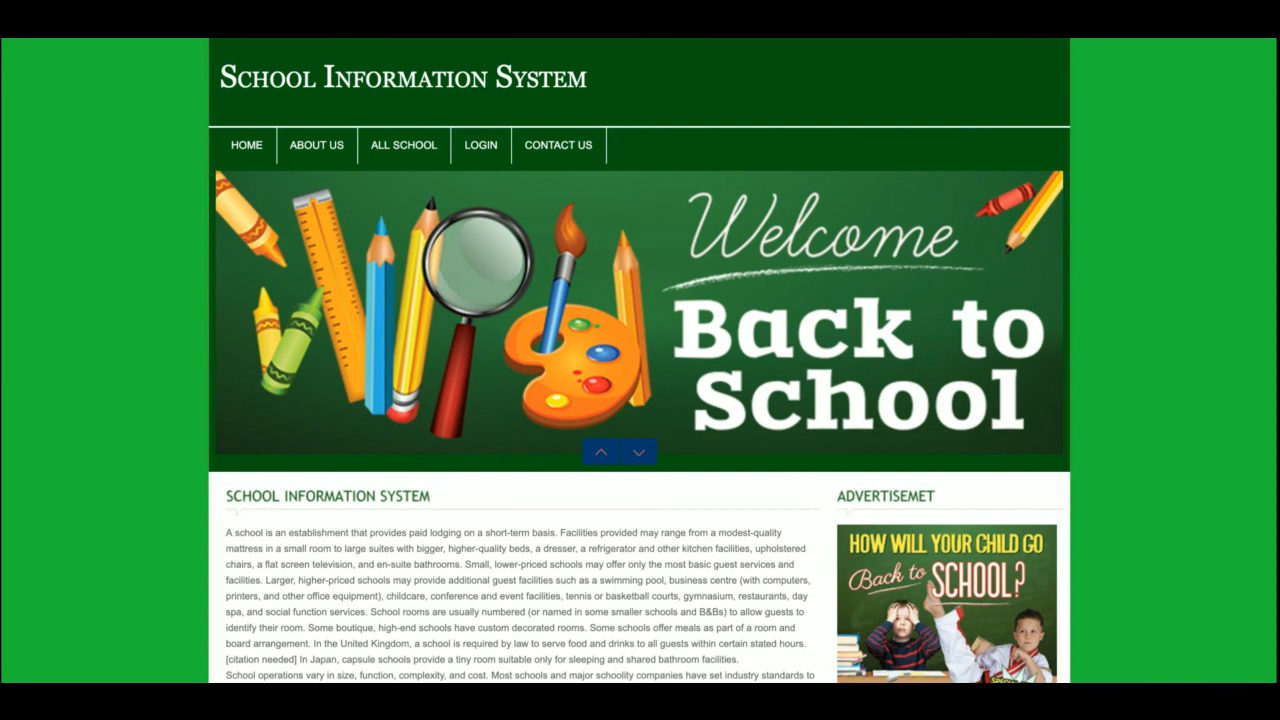 School Information System
HOME
ABOUT US
ALL SCHOOL
LOGIN
CONTACT US
Welcome
Back to
School
SCHOOL INFORMATION SYSTEM
A school is an establishment that provides paid lodging on a short-term basis. Facilities provided may range from a modest-quality
mattress in a small room to large suites with bigger, higher-quality beds, a dresser, a refrigerator and other kitchen facilities, upholstered
chairs, a flat screen television, and en-suite bathrooms. Small, lower-priced schools may offer only the most basic guest services and
facilities. Larger, higher-priced schools may provide additional guest facilities such as a swimming pool, business centre (with computers,
printers, and other office equipment), childcare, conference and event facilities, tennis or basketball courts, gymnasium, restaurants, day
spa, and social function services. School rooms are usually numbered (or named in some smaller schools and B&Bs) to allow guests to
identify their room. Some boutique, high-end schools have custom decorated rooms. Some schools offer meals as part of a room and
board arrangement. In the United Kingdom, a school is required by law to serve food and drinks to all guests within certain stated hours.
[citation needed] In Japan, capsule schools provide a tiny room suitable only for sleeping and shared bathroom facilities.
School operations vary in size, function, complexity, and cost. Most schools and major schoolity companies have set industry standards to
ADVERTISEMET
HOW WILL YOUR CHILD GO
Back to SCHOOL?